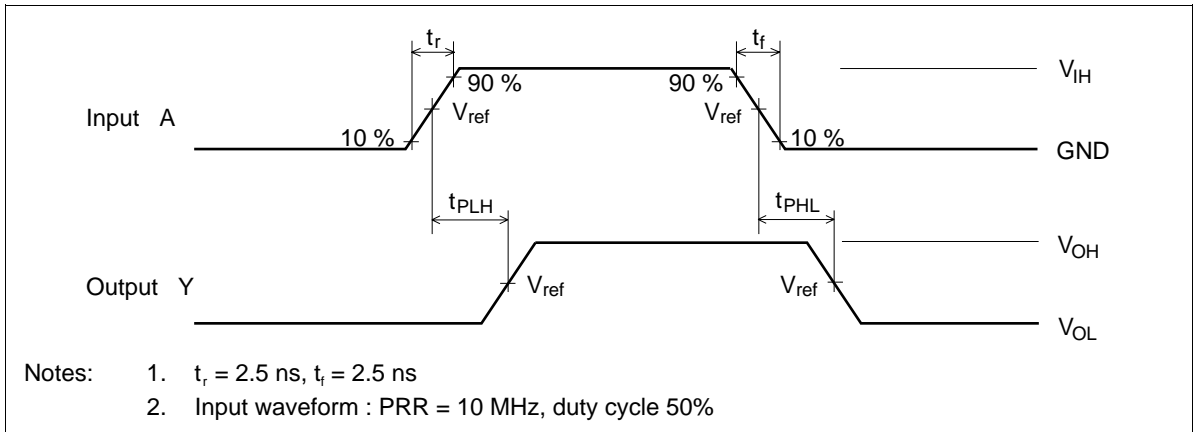 tr tf
90 % 90 % VIH
Input A Vref Vref
10 % 10 % GND
tPLH tPHL
VOH
Output Y Vref Vref
VOL
Notes: 1. tr = 2.5 ns, tf = 2.5 ns
2. Input waveform : PRR = 10 MHz, duty cycle 50%